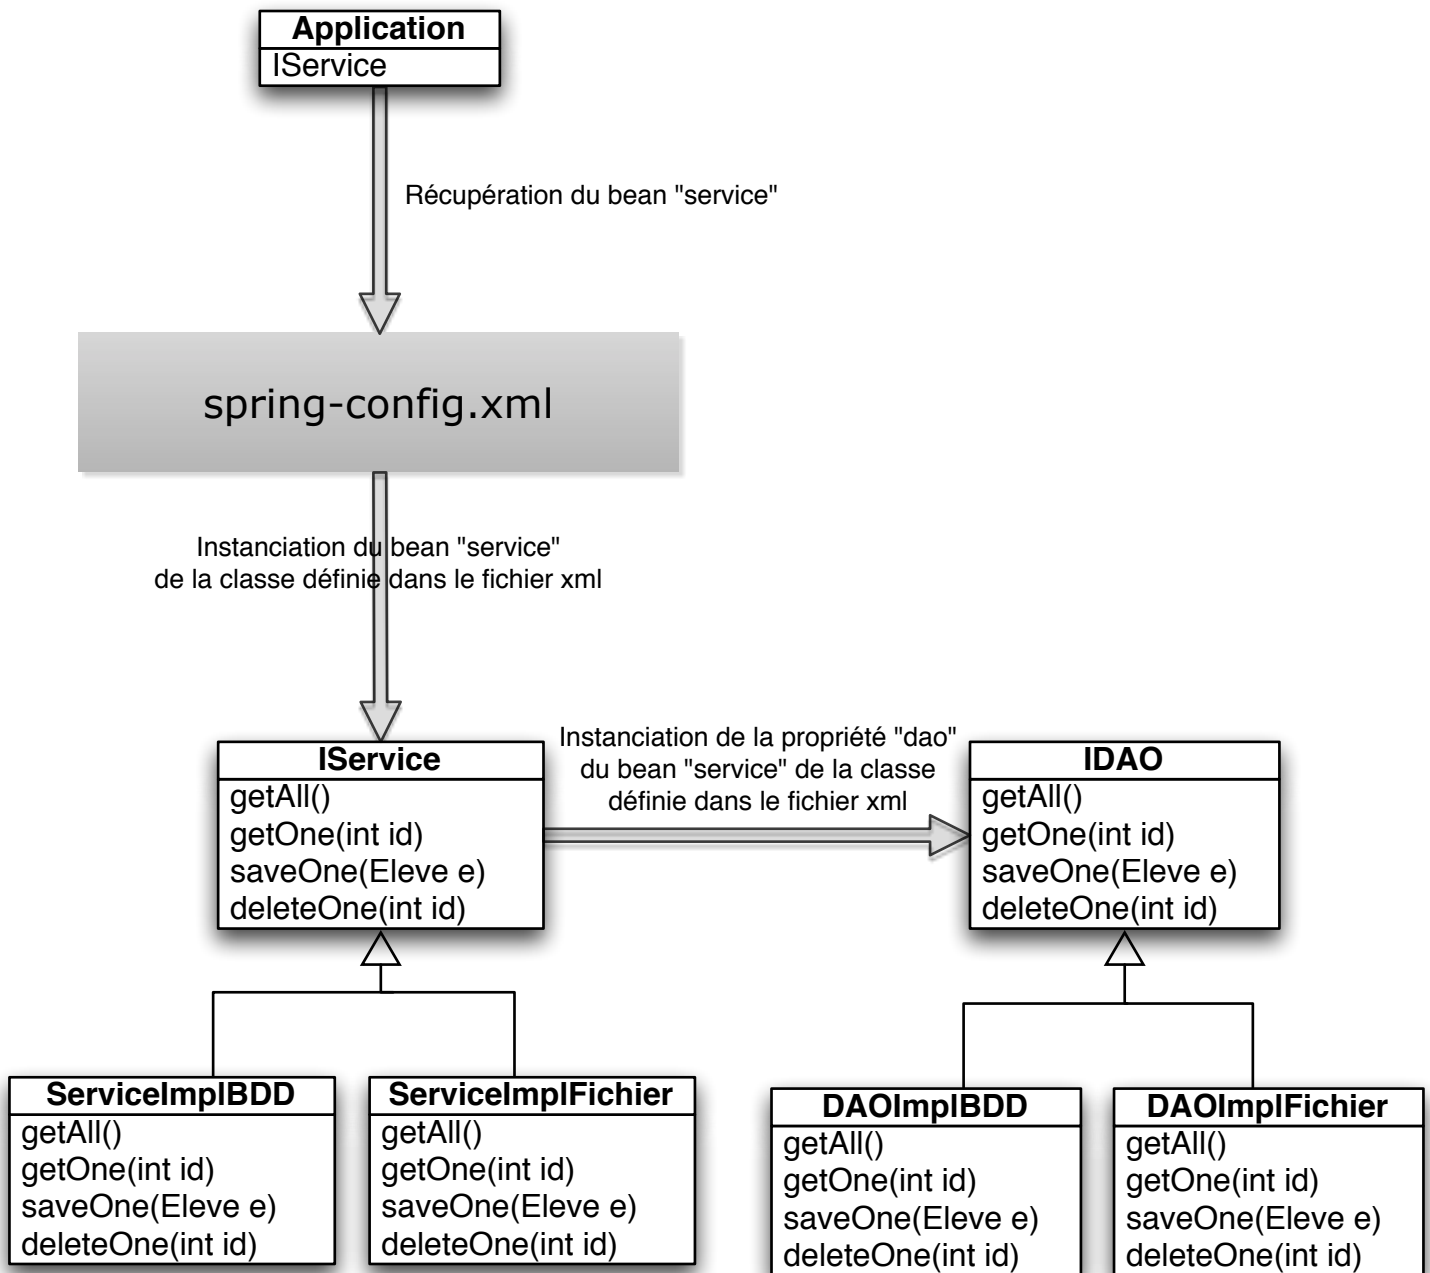 Application
IService
Récupération du bean "service"
spring-config.xml
Instanciation du bean "service"
de la classe définie dans le fichier xml
Instanciation de la propriété "dao"
du bean "service" de la classe
définie dans le fichier xml
IService
getAll()
getOne(int id)
saveOne(Eleve e)
deleteOne(int id)
IDAO
getAll()
getOne(int id)
saveOne(Eleve e)
deleteOne(int id)
ServiceImplBDD
getAll()
getOne(int id)
saveOne(Eleve e)
deleteOne(int id)
ServiceImplFichier
getAll()
getOne(int id)
saveOne(Eleve e)
deleteOne(int id)
DAOImplBDD
getAll()
getOne(int id)
saveOne(Eleve e)
deleteOne(int id)
DAOImplFichier
getAll()
getOne(int id)
saveOne(Eleve e)
deleteOne(int id)